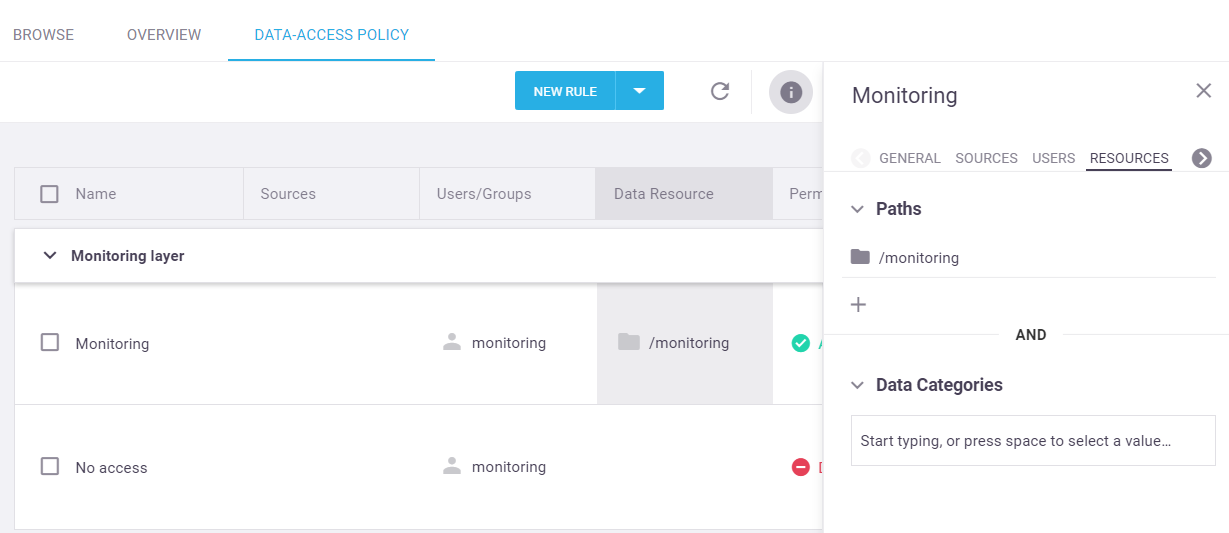 BROWSE OVERVIEW DATA-ACCESS POLICY
NEW RULE
Name Sources Users/Groups Data Resource Perm
Monitoring layer
Monitoring monitoring /monitoring
No access monitoring
Monitoring
GENERAL SOURCES USERS RESOURCES
Paths
/monitoring
AND
Data Categories
Start typing, or press space to select a value...